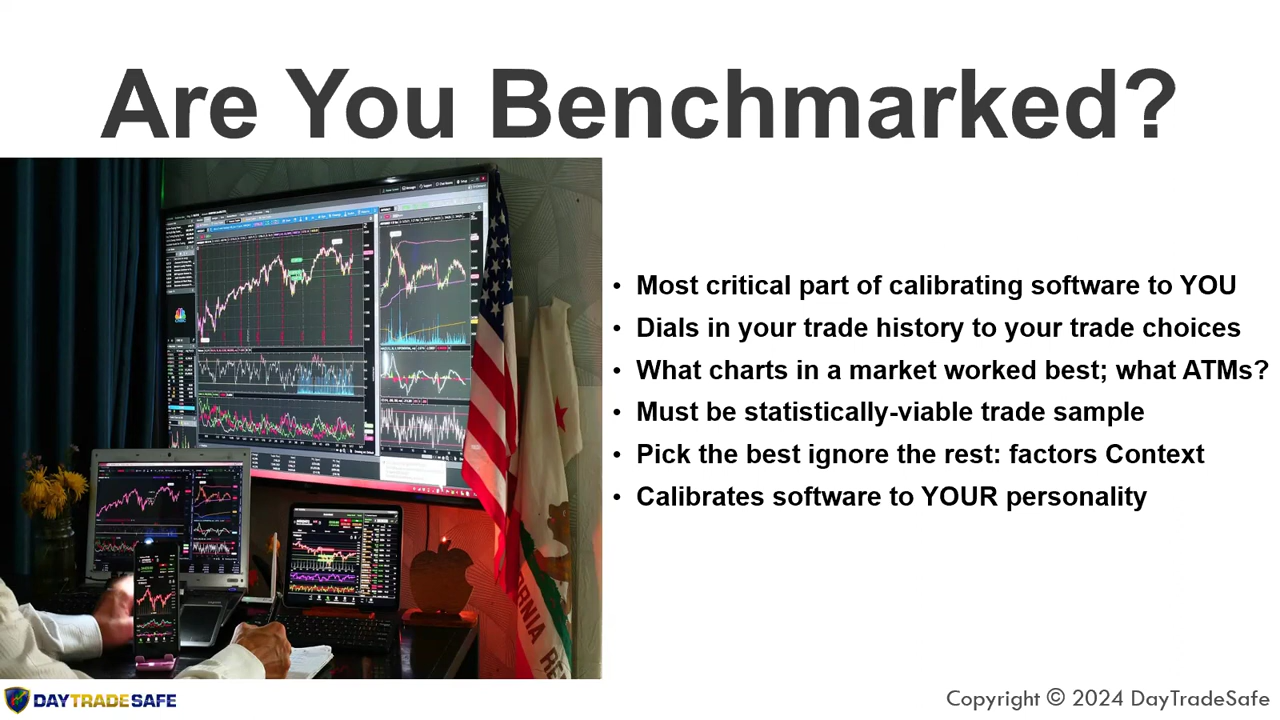 Are You Benchmarked?
• Most critical part of calibrating software to YOU
• Dials in your trade history to your trade choices
• What charts in a market worked best; what ATMs?
• Must be statistically-viable trade sample
• Pick the best ignore the rest: factors Context
• Calibrates software to YOUR personality
DAYTRADESAFE
Copyright © 2024 DayTradeSafe